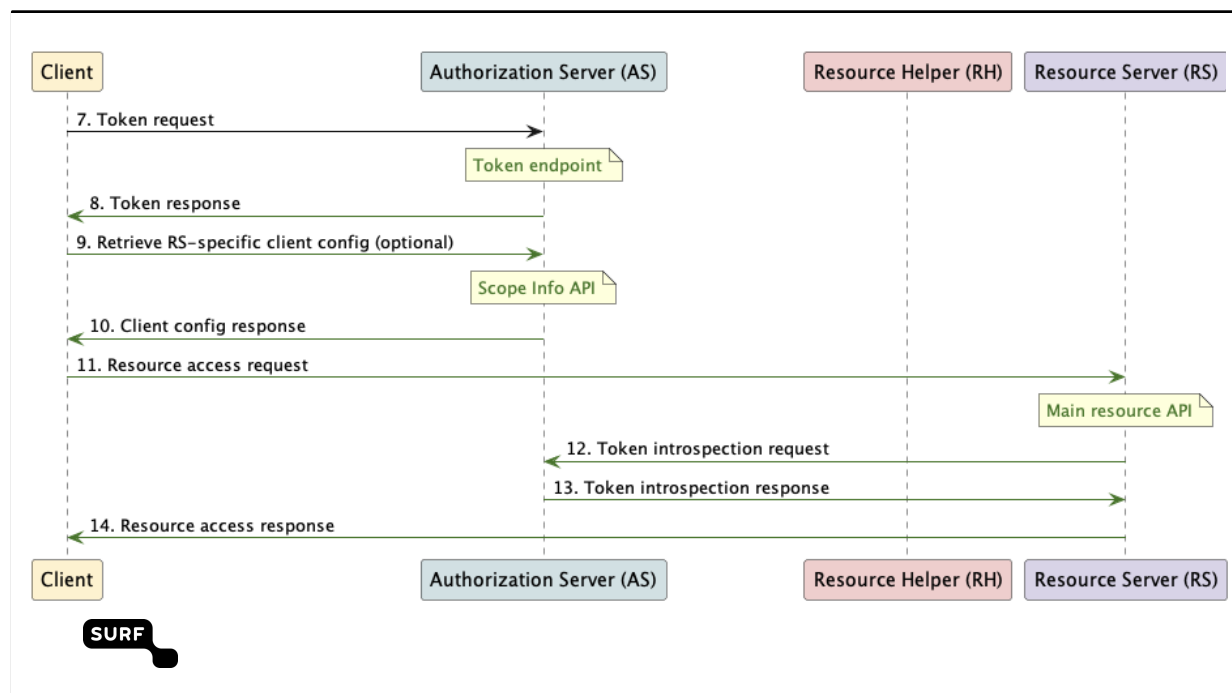 Client
Authorization Server (AS)
Resource Helper (RH)
Resource Server (RS)
7. Token request
Token endpoint
8. Token response
9. Retrieve RS-specific client config (optional)
Scope Info API
10. Client config response
11. Resource access request
Main resource API
12. Token introspection request
13. Token introspection response
14. Resource access response
Client
Authorization Server (AS)
Resource Helper (RH)
Resource Server (RS)
SURF